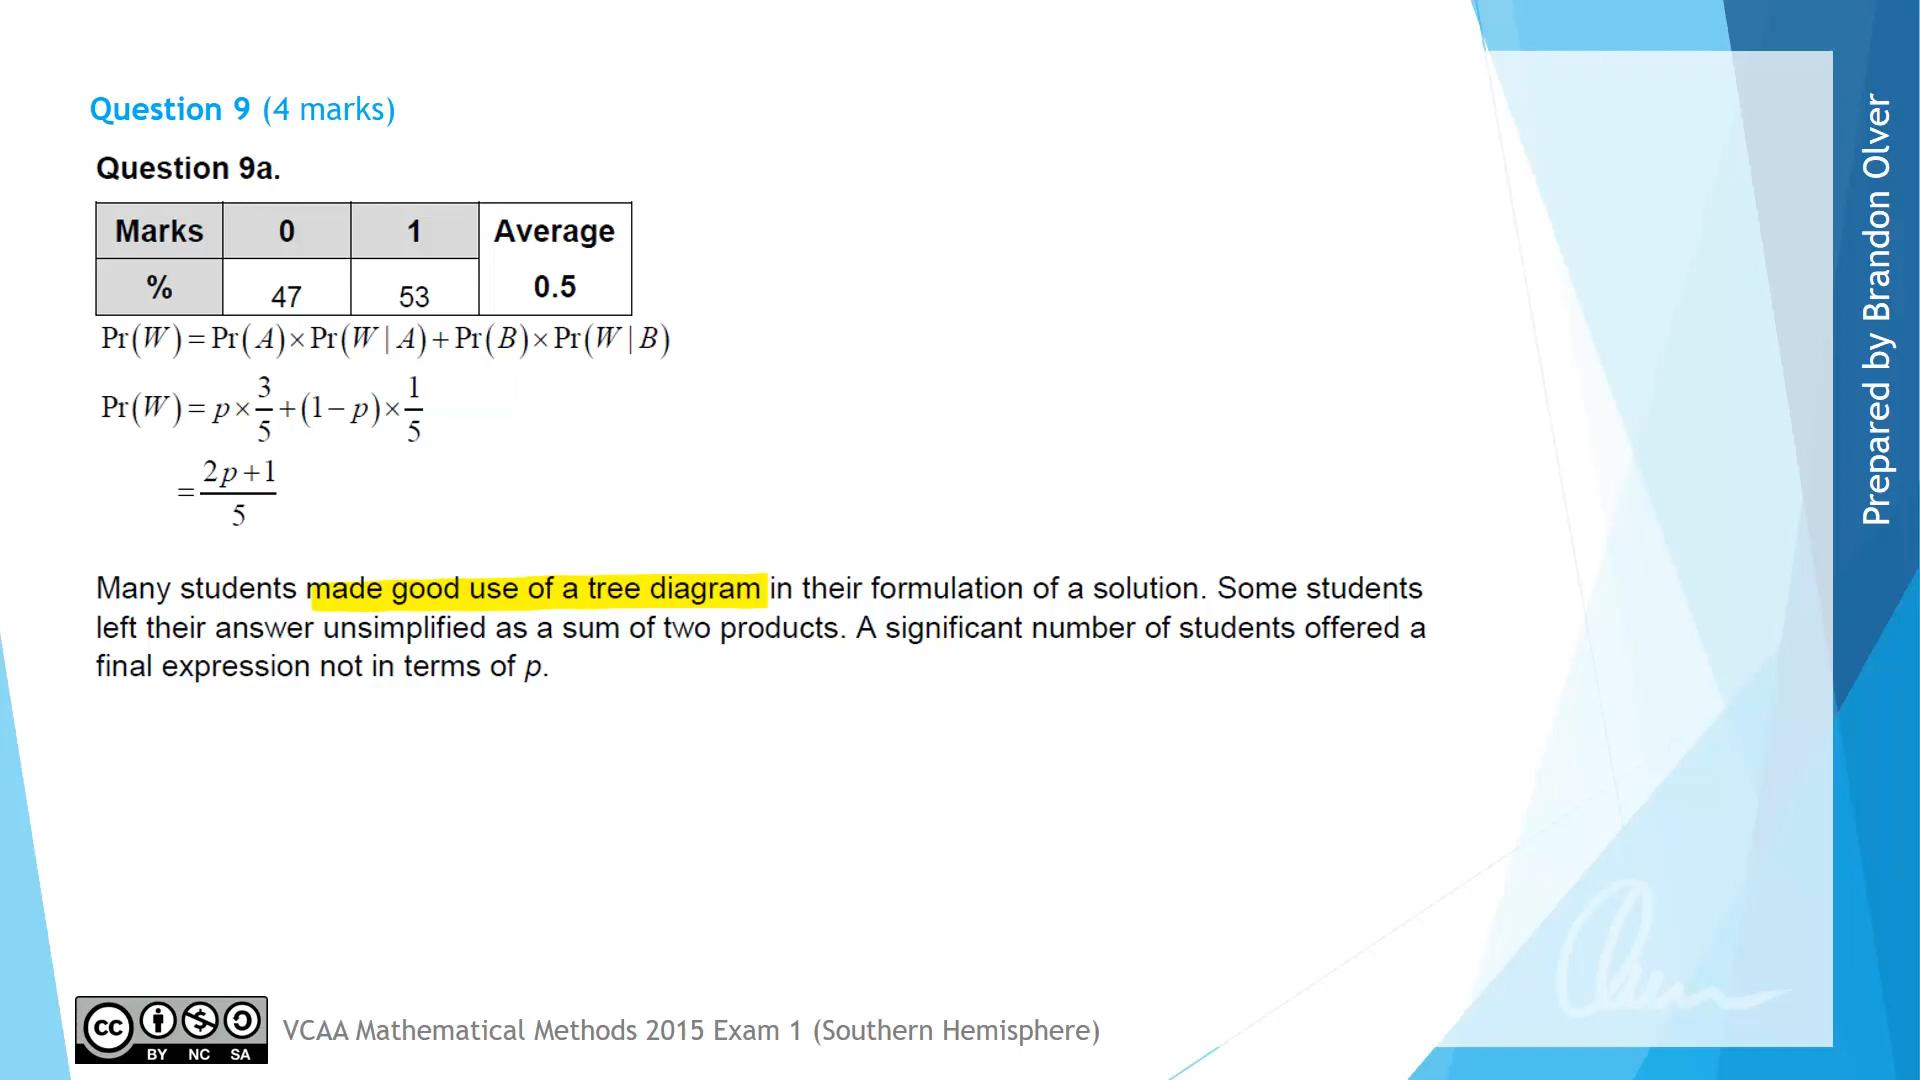 Question 9 (4 marks)
Question 9a.
Marks 0 1 Average
% 47 53 0.5
Pr(W) = Pr(A)×Pr(W | A)+Pr(B)×Pr(W | B)
Pr(W) = p×3/5+(1−p)×1/5
= 2p+1/5
Many students made good use of a tree diagram in their formulation of a solution. Some students
left their answer unsimplified as a sum of two products. A significant number of students offered a
final expression not in terms of p.
Prepared by Brandon Olver
cc BY NC SA
VCAA Mathematical Methods 2015 Exam 1 (Southern Hemisphere)